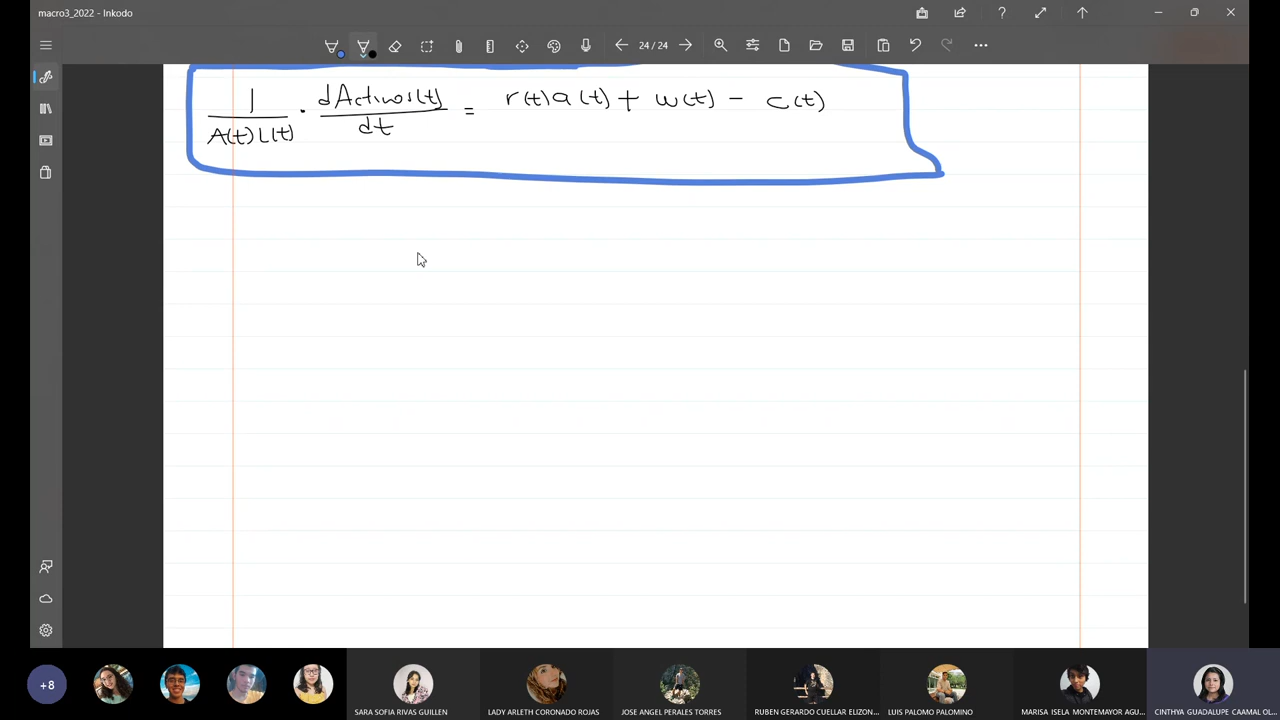 macro3_2022 - Inkodo
24 / 24
1 / A(t)L(t) · dActivos(t) / dt = r(t)a(t) + w(t) - c(t)
+8
SARA SOFIA RIVAS GUILLEN
LADY ARLETH CORONADO ROJAS
JOSE ANGEL PERALES TORRES
RUBEN GERARDO CUELLAR ELIZON...
LUIS PALOMO PALOMINO
MARISA ISELA MONTEMAYOR AGU...
CINTHYA GUADALUPE CAAMAL OL...